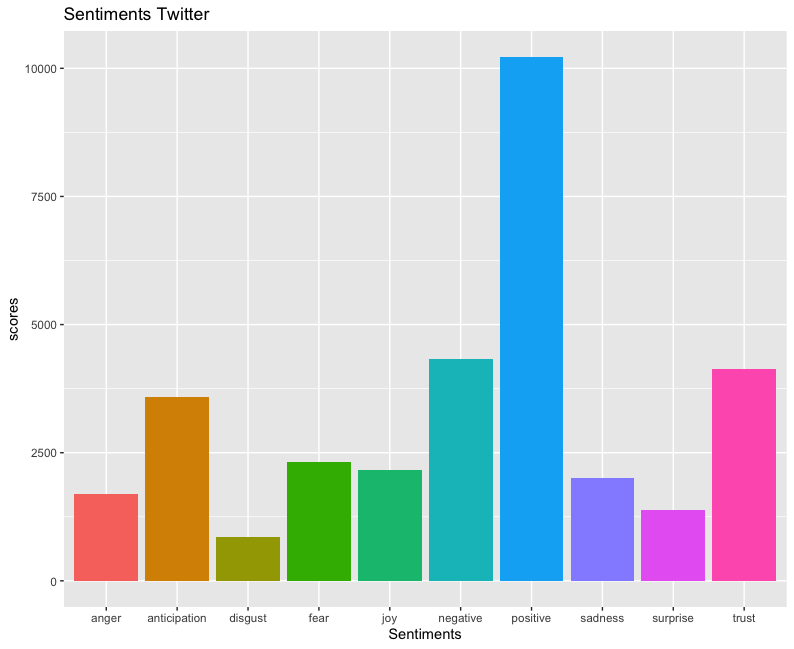 Sentiments Twitter
scores
10000
7500
5000
2500
0
anger anticipation disgust fear joy negative positive sadness surprise trust
Sentiments